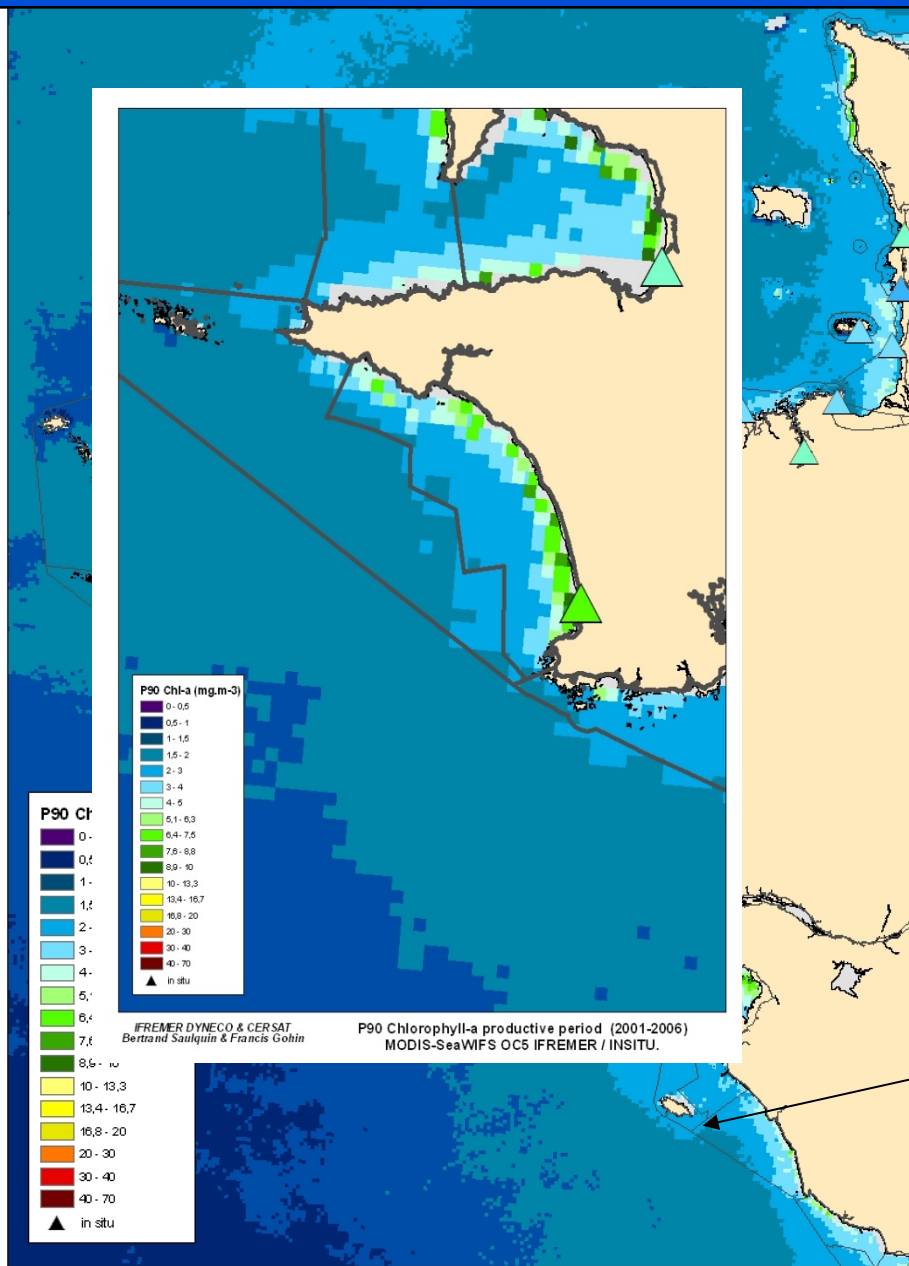 P90 Chl-a (mg.m-3)
0 - 0,5
0,5 - 1
1 - 1,5
1,5 - 2
2 - 3
3 - 4
4 - 5
5,1 - 6,3
6,4 - 7,5
7,6 - 8,8
8,9 - 10
10 - 13,3
13,4 - 16,7
16,8 - 20
20 - 30
30 - 40
40 - 70
in situ
IFREMER DYNECO & CERSAT
Bertrand Saulquin & Francis Gohin
P90 Chlorophyll-a productive period (2001-2006)
MODIS-SeaWIFS OC5 IFREMER / INSITU.
P90 Ch
0 -
0,5
1 -
1,5
2 -
3 -
4 -
5,1
6,4
7,6
8,9 - 10
10 - 13,3
13,4 - 16,7
16,8 - 20
20 - 30
30 - 40
40 - 70
in situ